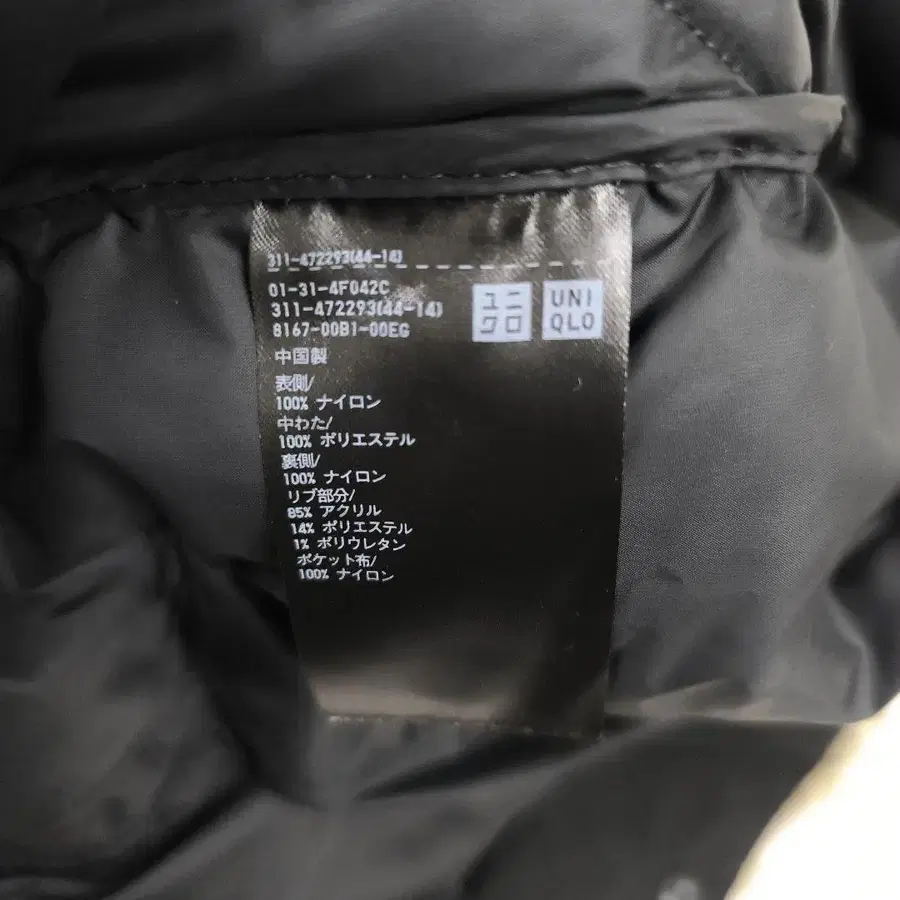 311-472293(44-14)
01-31-4F042C
311-472293(44-14)
8167-00B1-00EG
ユニクロ
UNIQLO
中国製
表側/
100% ナイロン
中わた/
100% ポリエステル
裏側/
100% ナイロン
リブ部分/
85% アクリル
14% ポリエステル
1% ポリウレタン
ポケット布/
100% ナイロン